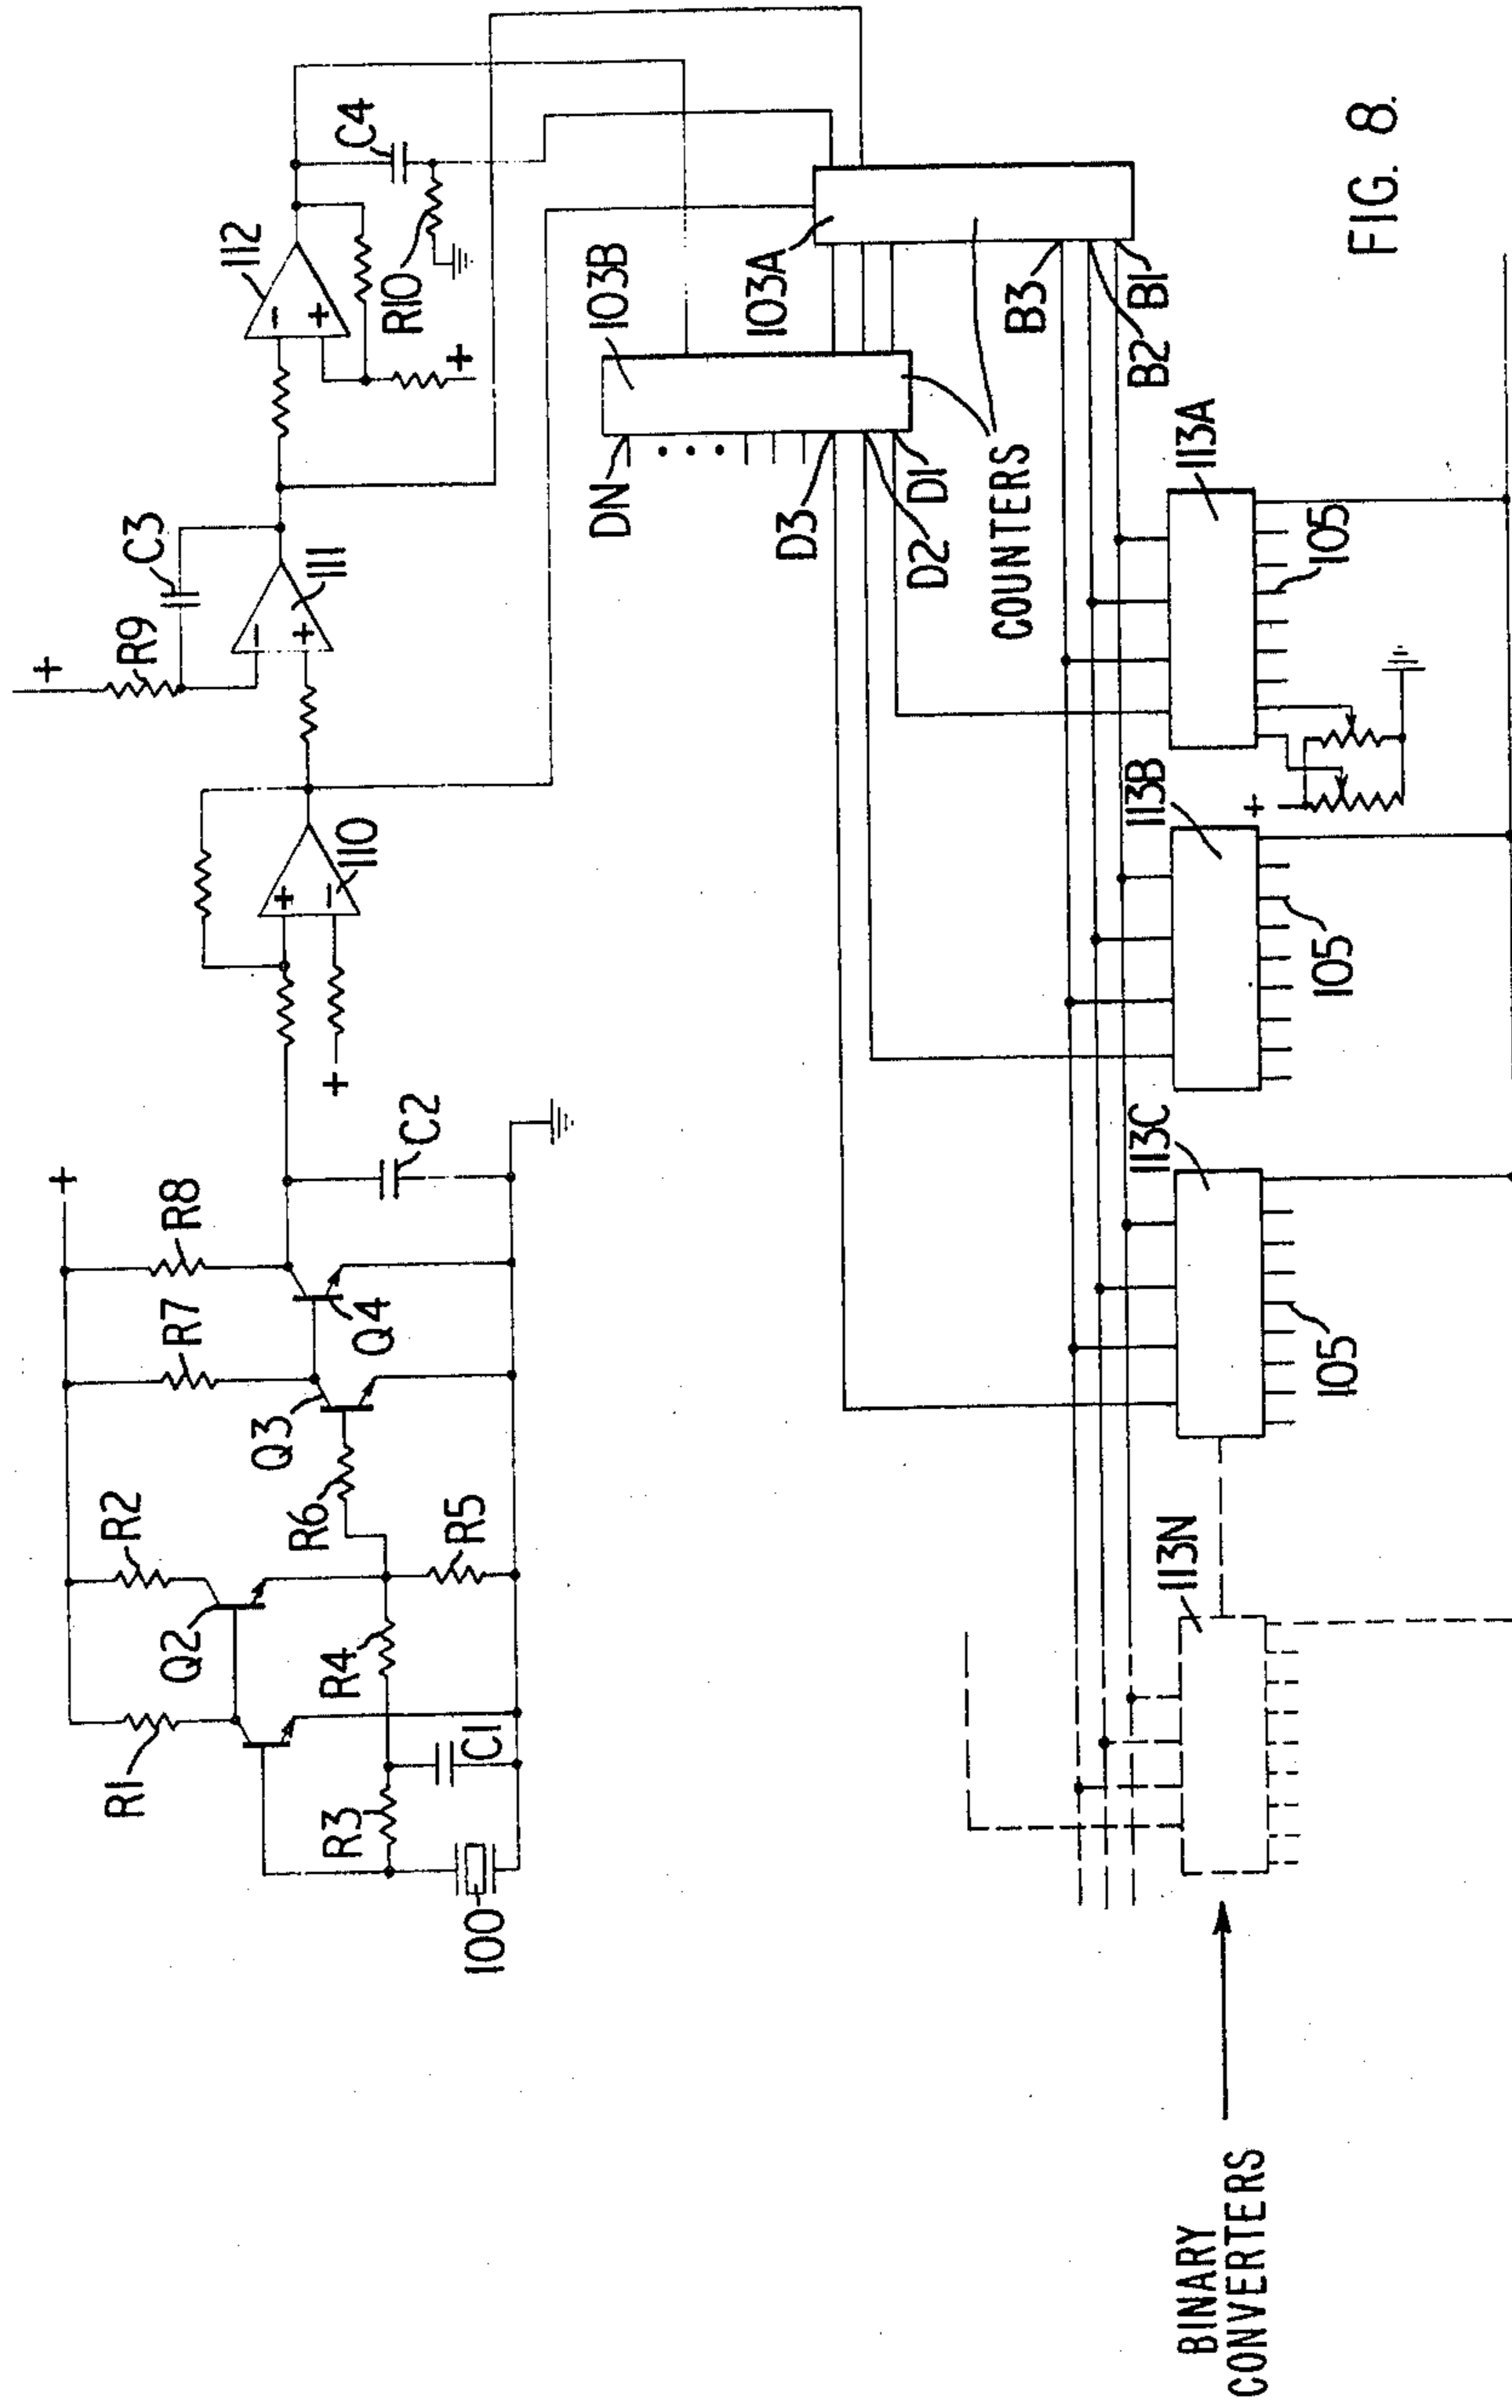 R1
R2
R7
R8
+
Q2
Q3
Q4
R3
R4
R6
R5
C1
C2
100
+
R9
C3
+
-
110
-
+
111
-
+
112
+
C4
R10
+
DN
103B
D3
D2
D1
103A
COUNTERS
B3
B2
B1
113N
113C
113B
113A
105
105
105
+
BINARY
CONVERTERS
FIG. 8.